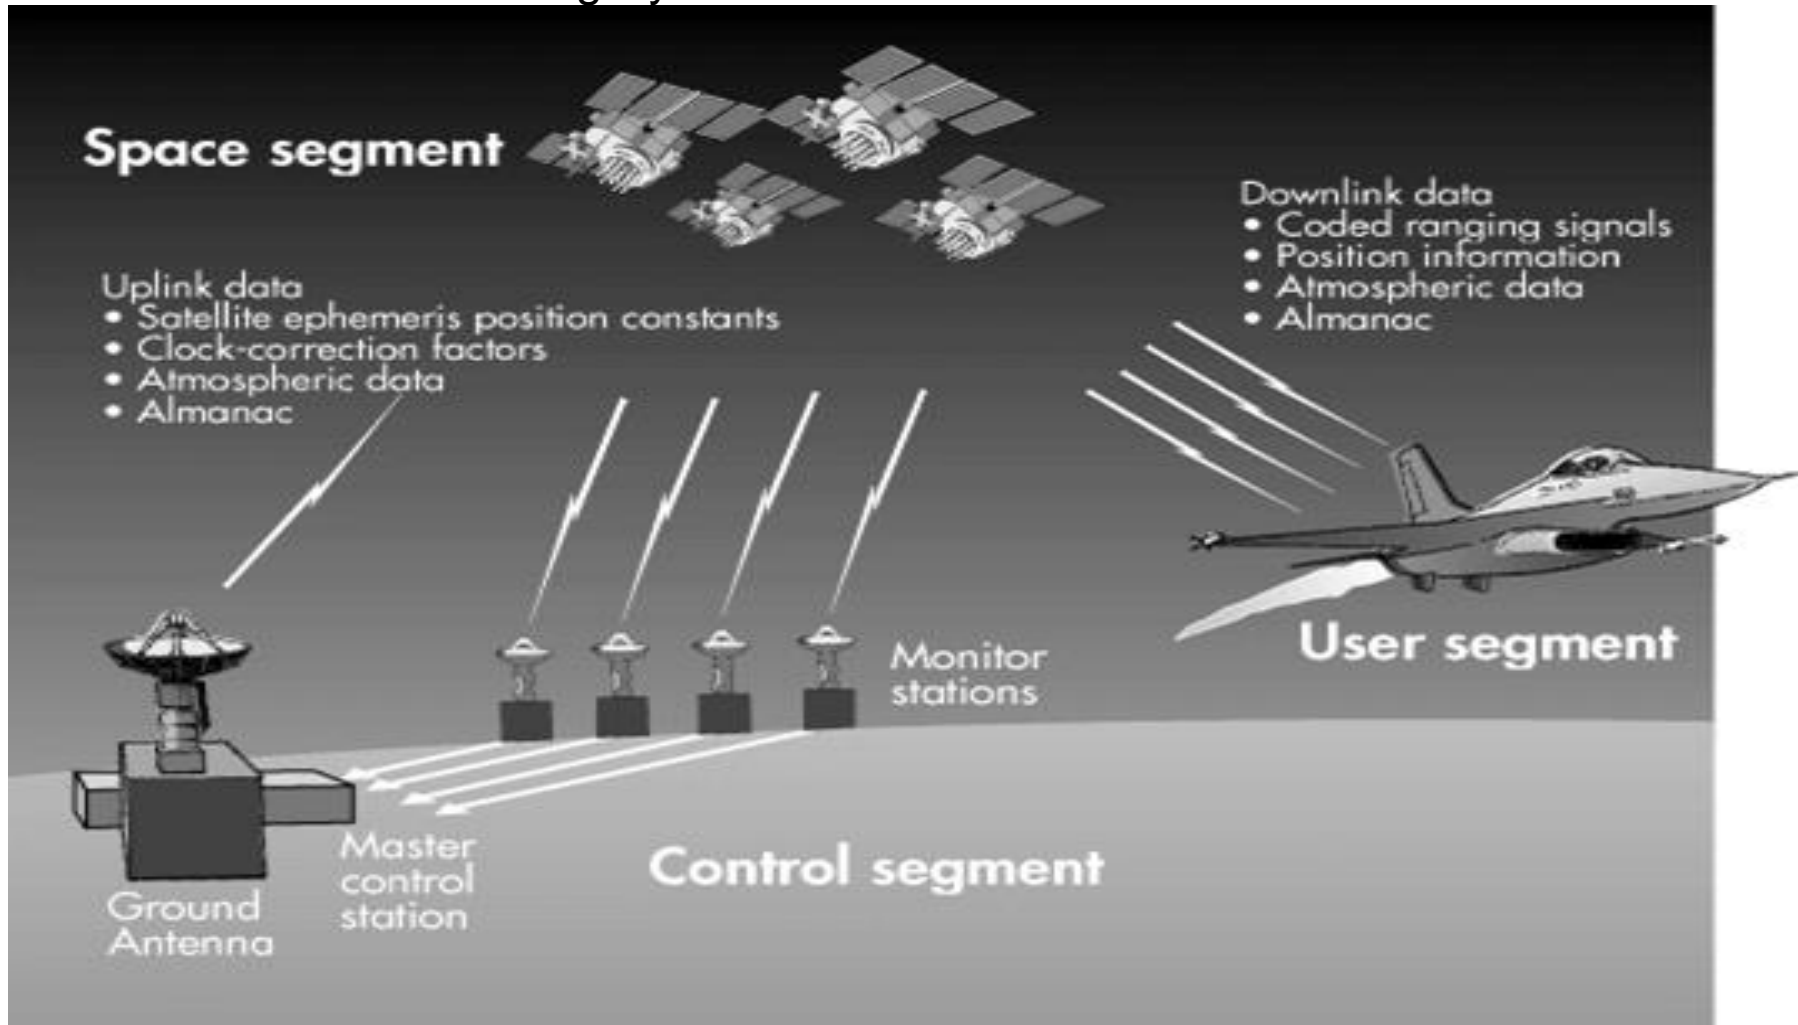 Space segment
Downlink data
• Coded ranging signals
• Position information
• Atmospheric data
• Almanac
Uplink data
• Satellite ephemeris position constants
• Clock-correction factors
• Atmospheric data
• Almanac
User segment
Monitor
stations
Control segment
Master
control
station
Ground
Antenna